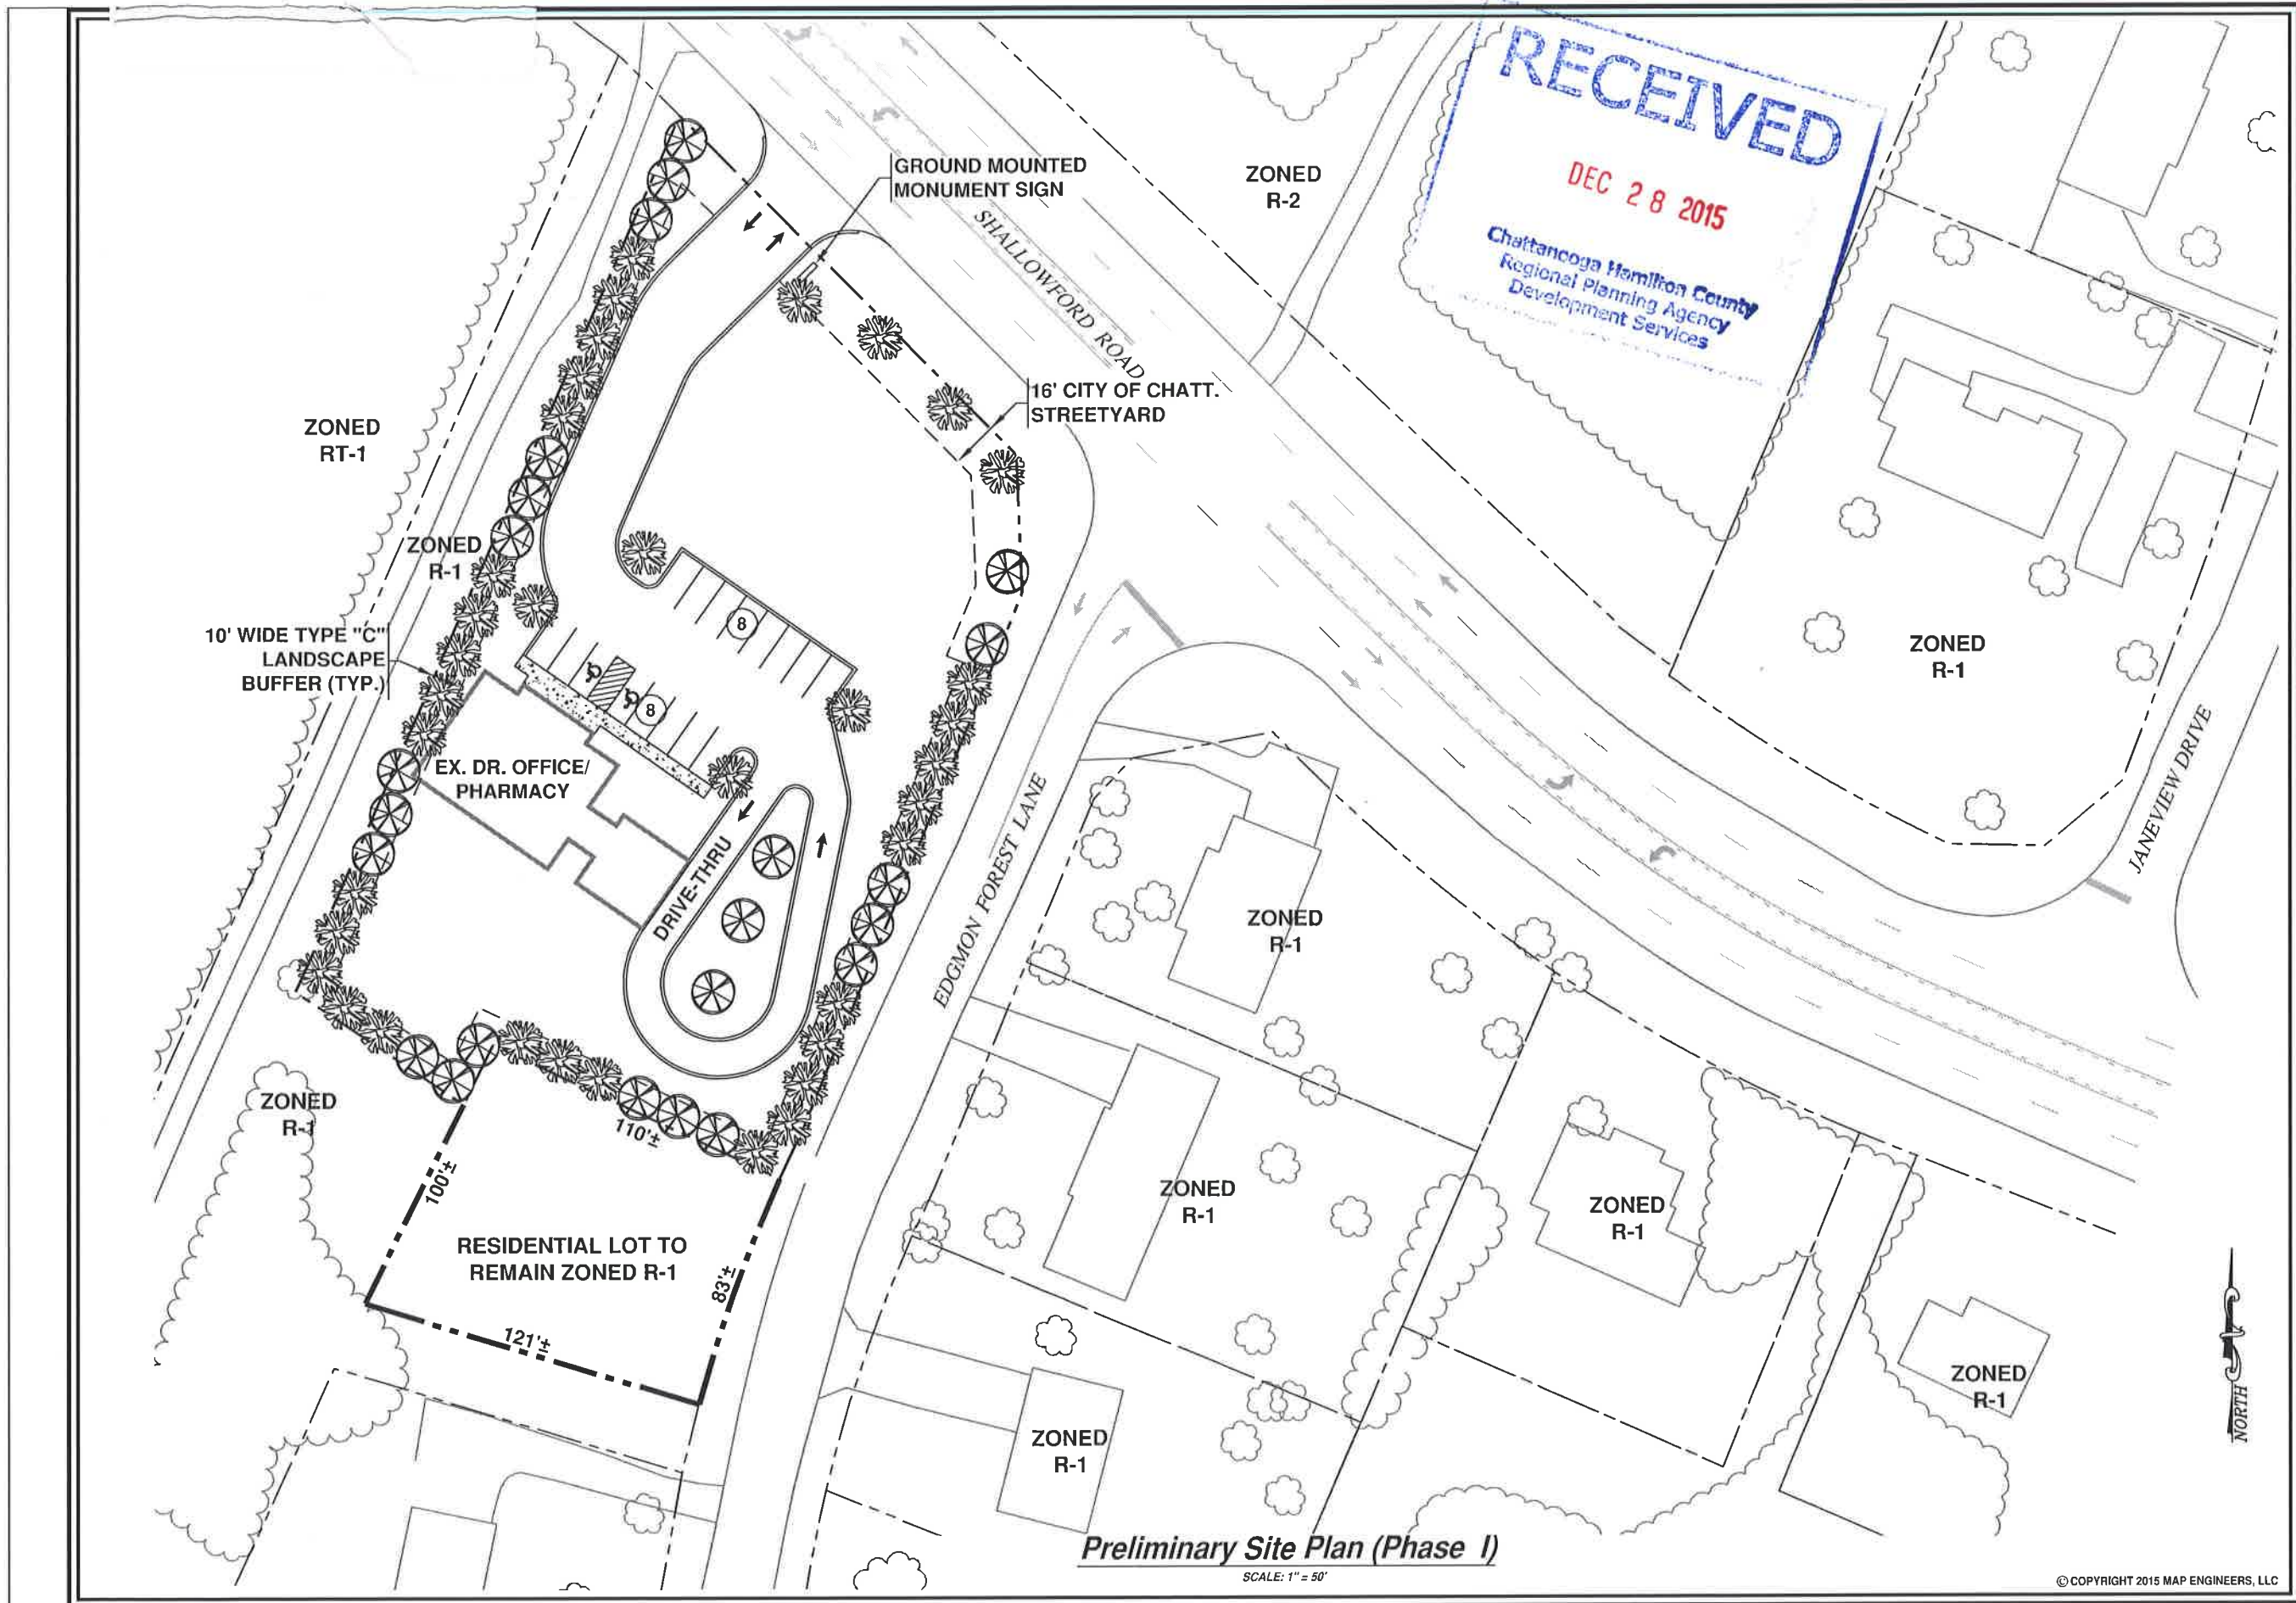 RECEIVED
DEC 28 2015
Chattanooga Hamilton County
Regional Planning Agency
Development Services
GROUND MOUNTED
MONUMENT SIGN
SHALLOWFORD ROAD
ZONED
R-2
16' CITY OF CHATT.
STREETYARD
ZONED
RT-1
ZONED
R-1
8
10' WIDE TYPE "C"
LANDSCAPE
BUFFER (TYP.)
8
ZONED
R-1
EX. DR. OFFICE/
PHARMACY
DRIVE-THRU
EDGMON FOREST LANE
JANEVIEW DRIVE
ZONED
R-1
ZONED
R-1
110'±
100'±
ZONED
R-1
ZONED
R-1
RESIDENTIAL LOT TO
REMAIN ZONED R-1
83'±
121'±
ZONED
R-1
ZONED
R-1
NORTH
Preliminary Site Plan (Phase I)
SCALE: 1" = 50'
© COPYRIGHT 2015 MAP ENGINEERS, LLC